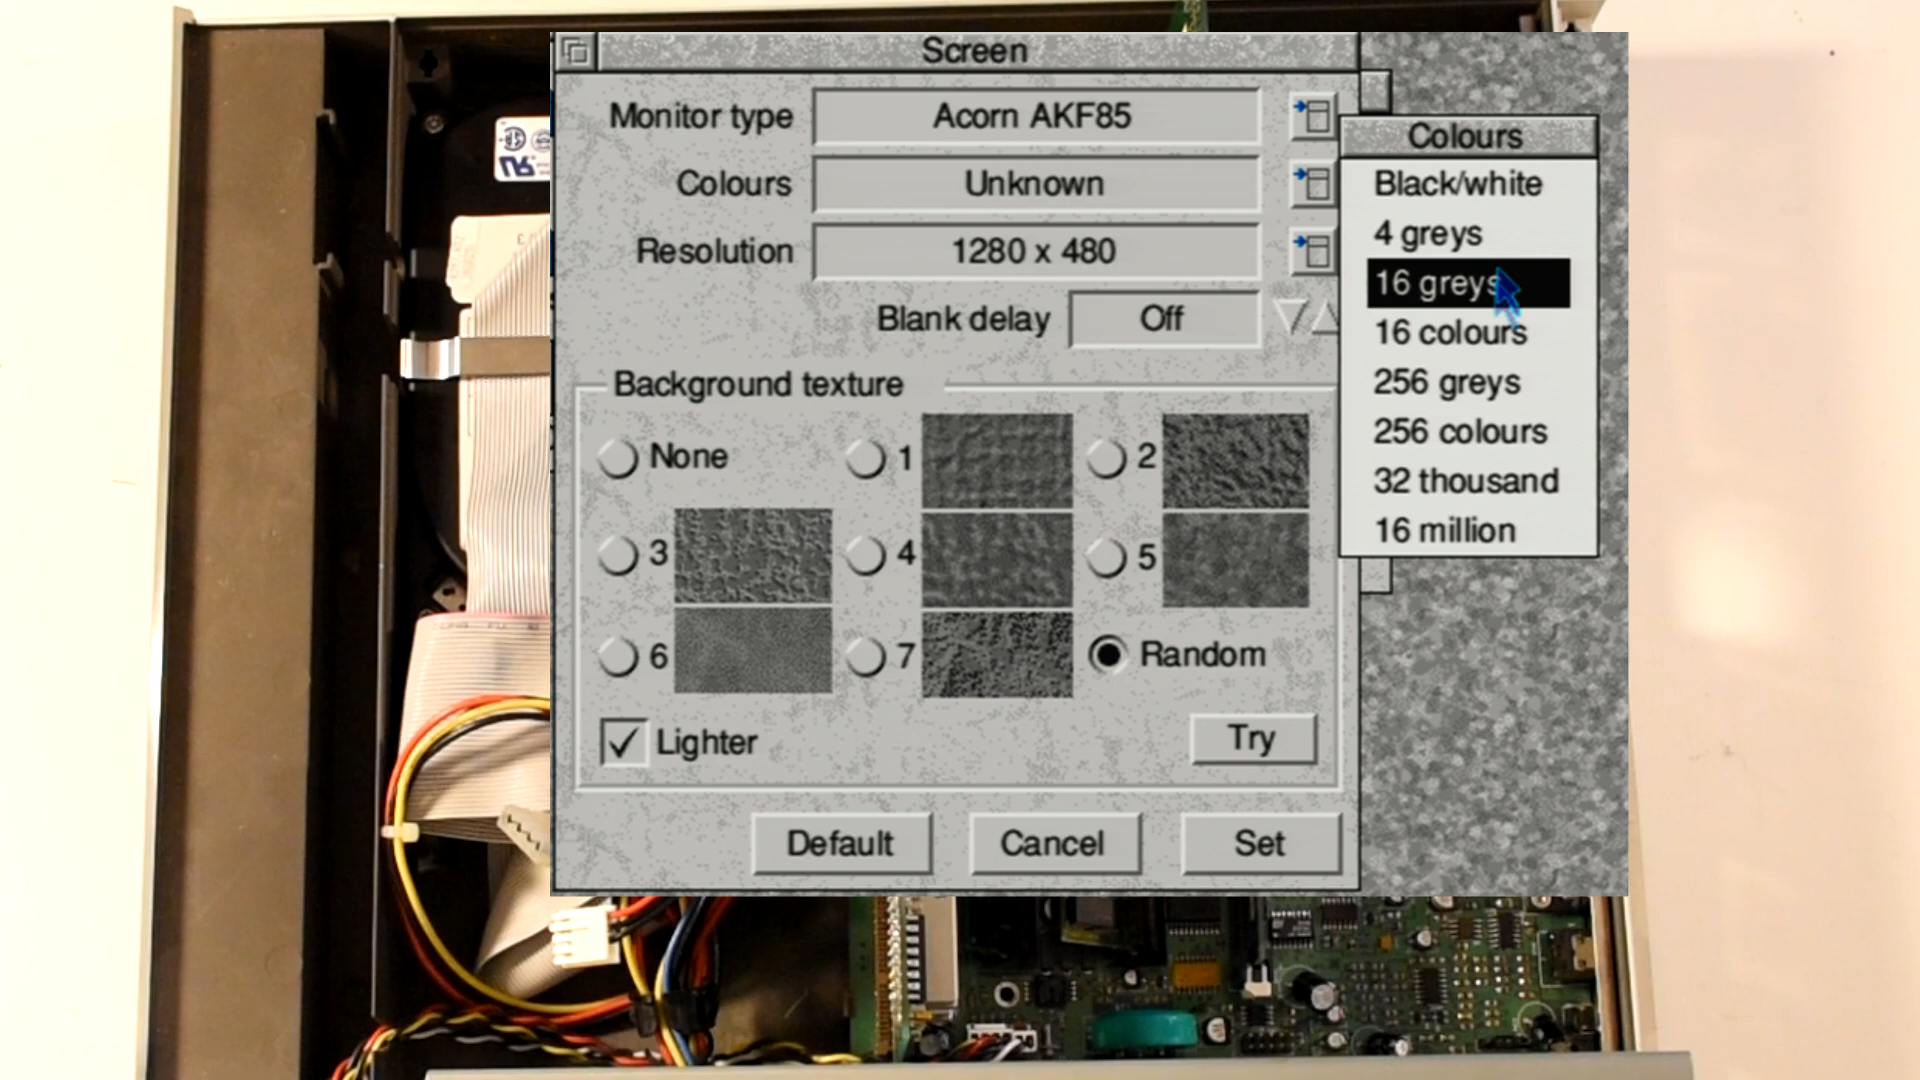 Screen
Monitor type Acorn AKF85
Colours Unknown
Resolution 1280 x 480
Blank delay Off
Background texture
None 1 2
3 4 5
6 7 Random
Lighter Try
Default Cancel Set
Colours
Black/white
4 greys
16 greys
16 colours
256 greys
256 colours
32 thousand
16 million